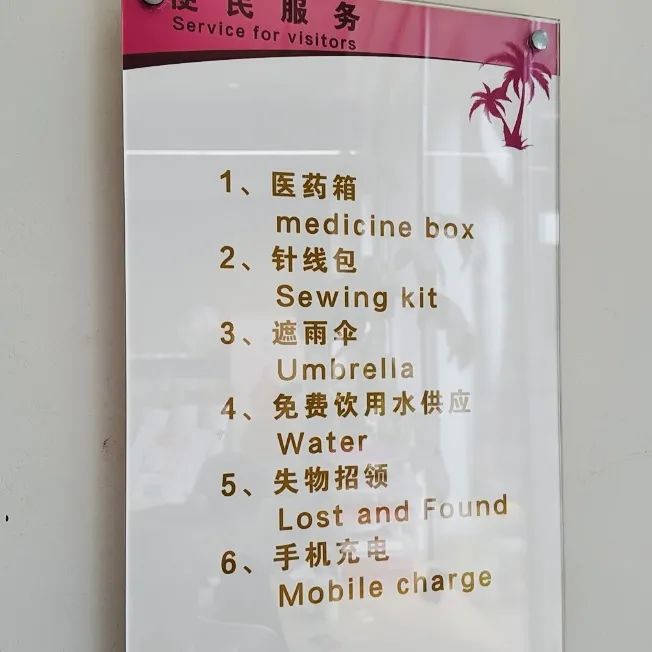 便民服务
Service for visitors
1、医药箱
medicine box
2、针线包
Sewing kit
3、遮雨伞
Umbrella
4、免费饮用水供应
Water
5、失物招领
Lost and Found
6、手机充电
Mobile charge